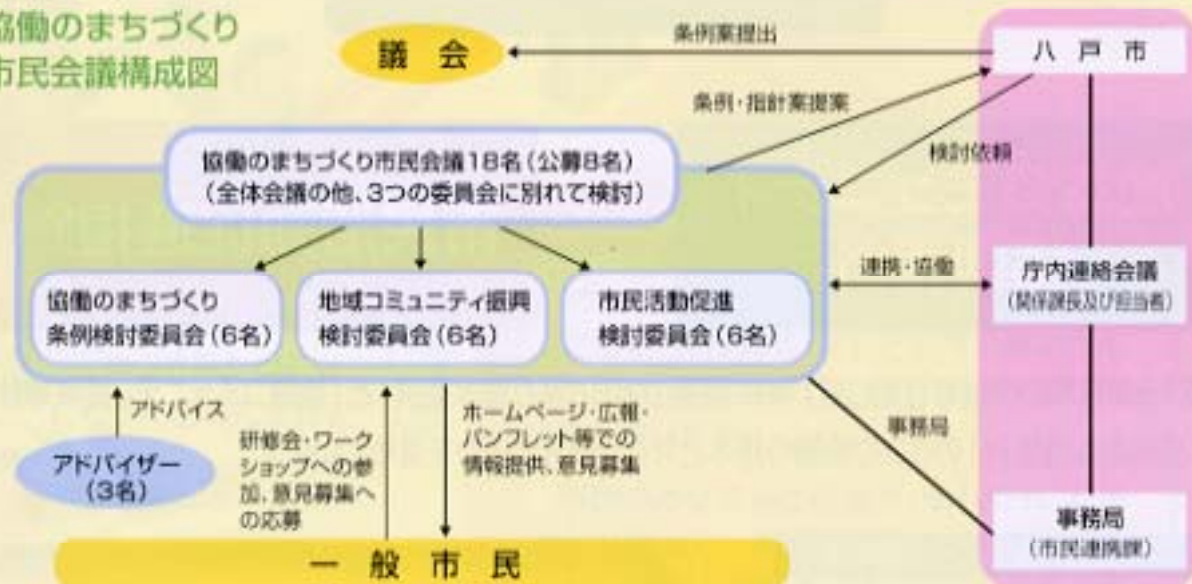 協働のまちづくり
市民会議構成図
議会
条例案提出
八戸市
条例・指針案提案
検討依頼
協働のまちづくり市民会議18名(公募8名)
(全体会議の他、3つの委員会に別れて検討)
協働のまちづくり
条例検討委員会(6名)
地域コミュニティ振興
検討委員会(6名)
市民活動促進
検討委員会(6名)
連携・協働
庁内連絡会議
(関係課長及び担当者)
アドバイス
アドバイザー
(3名)
研修会・ワーク
ショップへの参
加、意見募集へ
の応募
ホームページ・広報・
パンフレット等での
情報提供、意見募集
事務局
事務局
(市民連携課)
一般市民